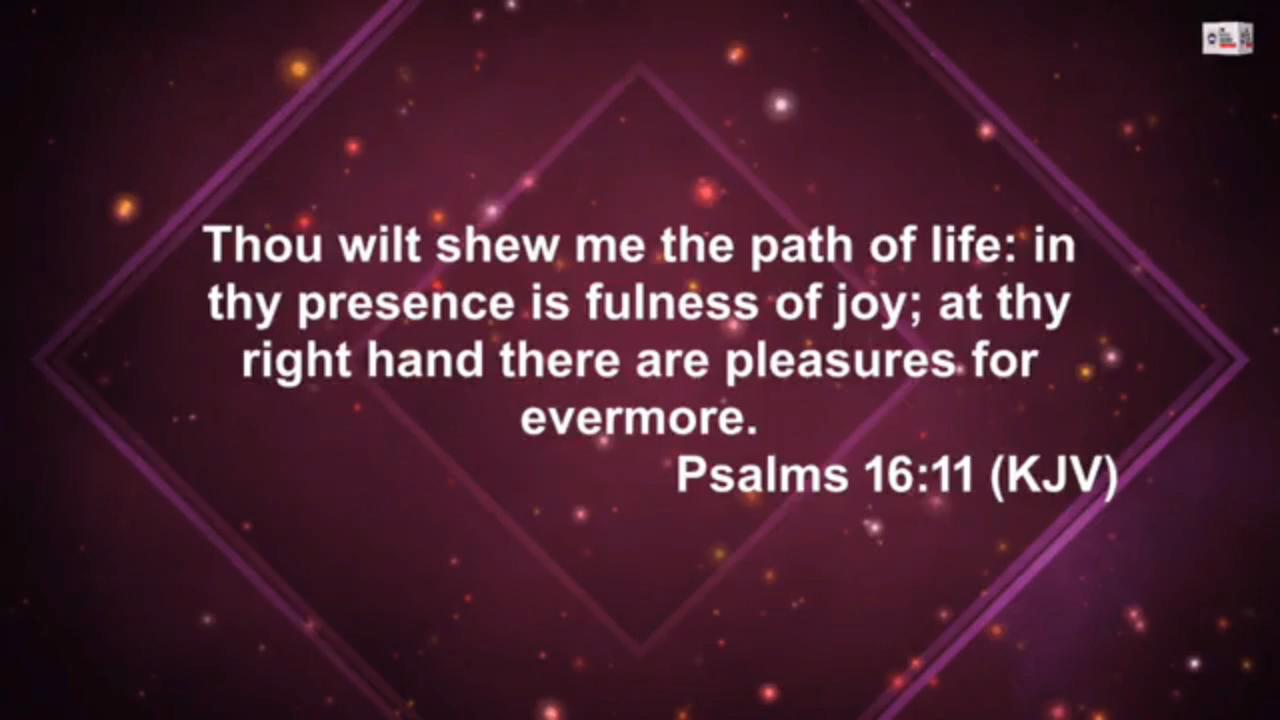 Thou wilt shew me the path of life: in
thy presence is fulness of joy; at thy
right hand there are pleasures for
evermore.
Psalms 16:11 (KJV)